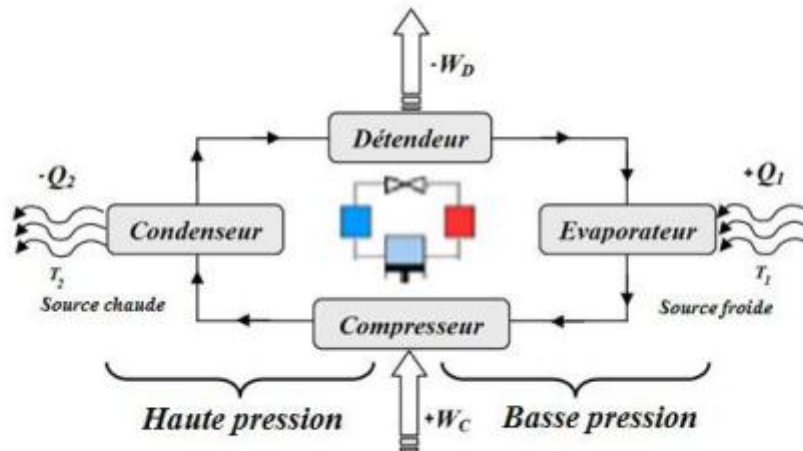 -W_D
Détendeur
-Q_2
+Q_1
Condenseur
Evaporateur
T_2
T_1
Source chaude
Source froide
Compresseur
Haute pression
+W_C
Basse pression